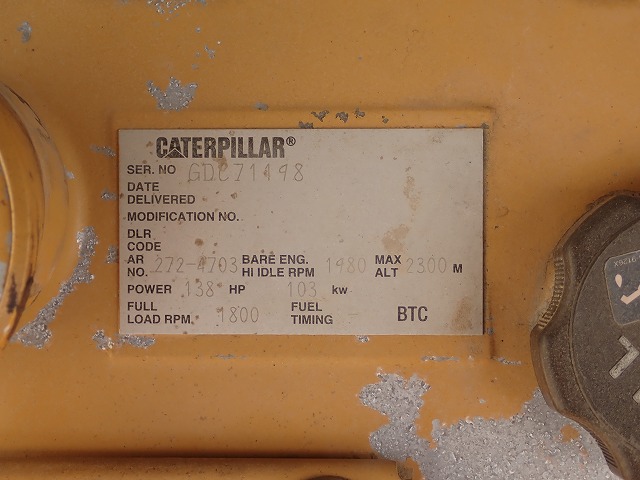 CATERPILLAR®
SER. NO GDC71498
DATE
DELIVERED
MODIFICATION NO.
DLR
CODE
AR
NO. 272-4703 BARE ENG.
HI IDLE RPM 1980 MAX
ALT 2300 M
POWER 138 HP 103 kw
FULL
LOAD RPM. 1800 FUEL
TIMING - BTC